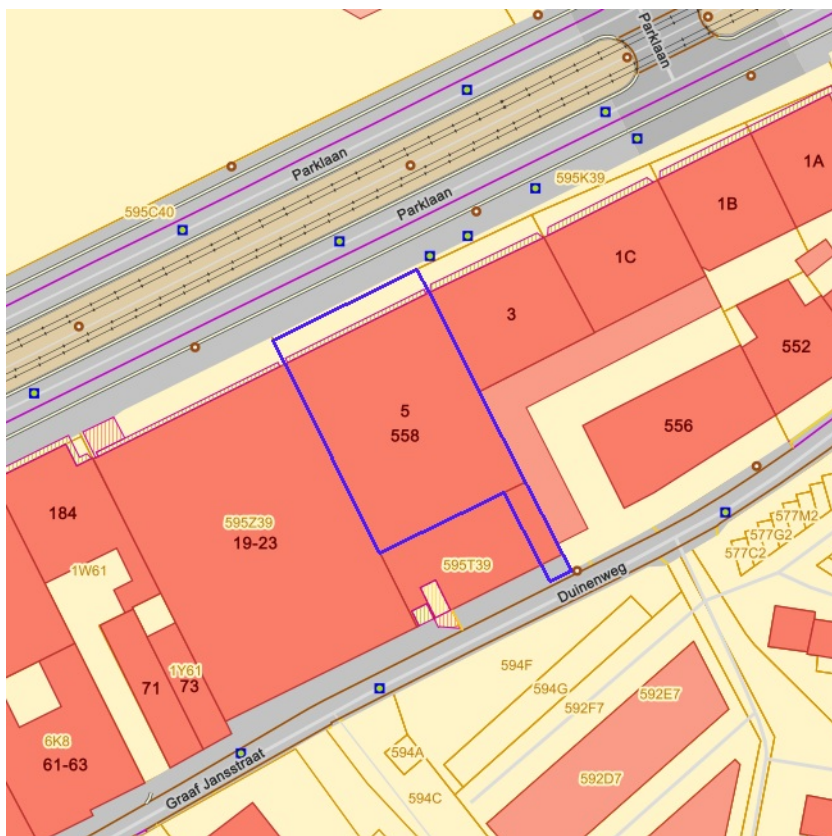 Parklaan
Parklaan
Parklaan
595C40
595K39
1A
1B
1C
3
5
558
552
556
184
595Z39
19-23
595T39
577M2
577G2
577C2
1W61
Duinenweg
1Y61
71
73
594F
594G
592F7
592E7
6K8
61-63
594A
592D7
594C
Graaf Jansstraat